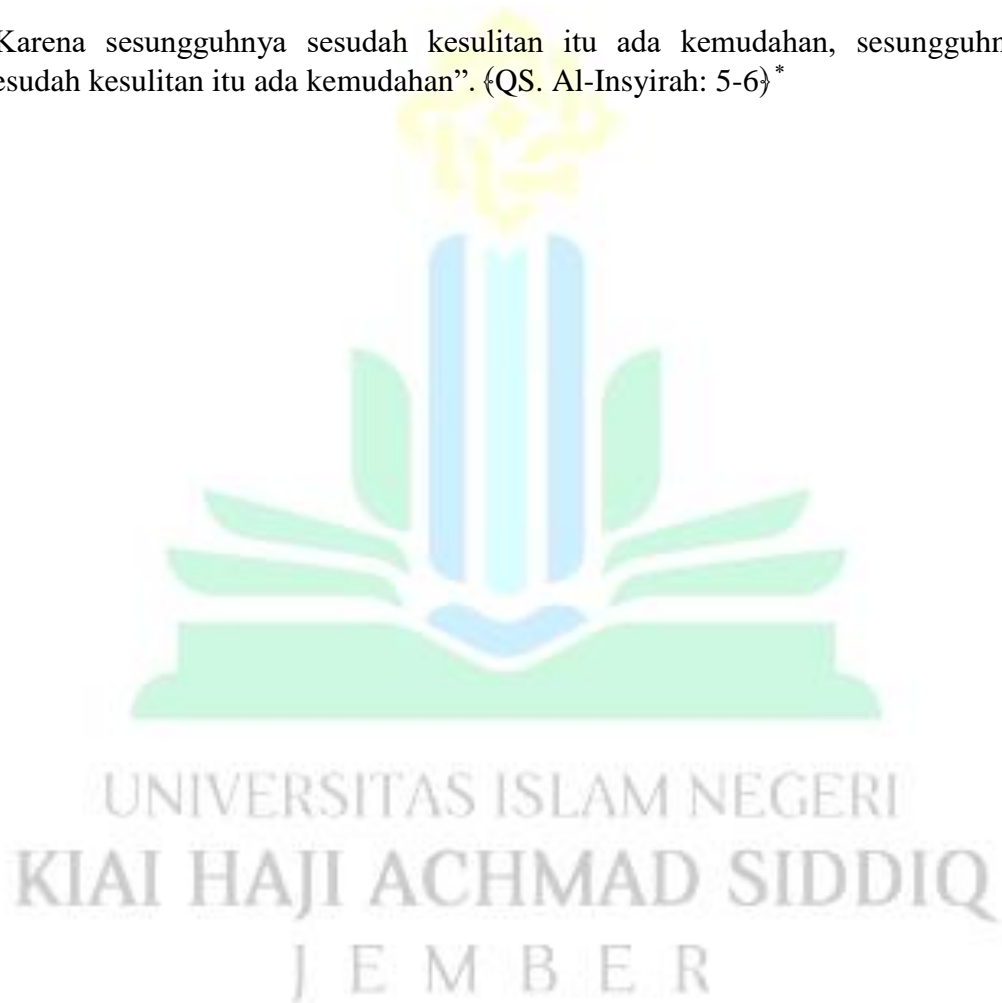 Karena sesungguhnya sesudah kesulitan itu ada kemudahan, sesungguhn
esudah kesulitan itu ada kemudahan”. ﴾QS. Al-Insyirah: 5-6﴿*
UNIVERSITAS ISLAM NEGERI
KIAI HAJI ACHMAD SIDDIQ
JEMBER